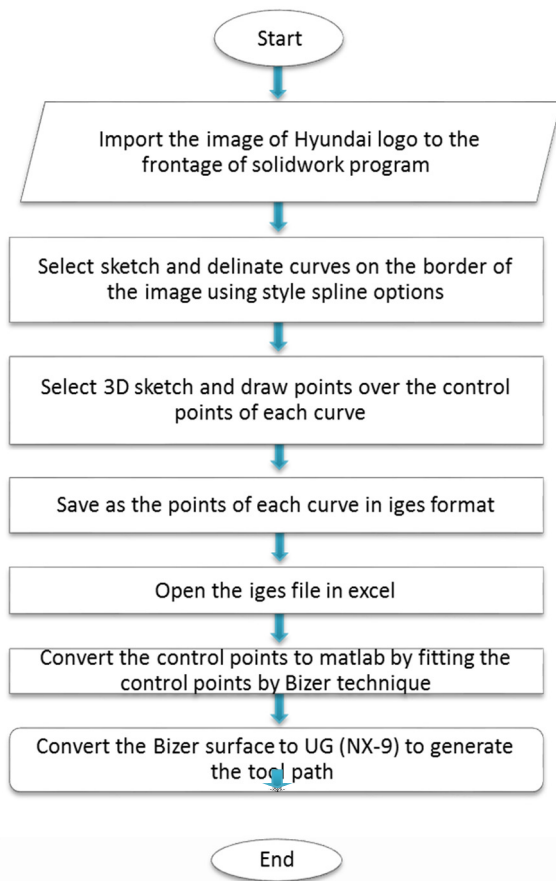 Start
Import the image of Hyundai logo to the
frontage of solidwork program
Select sketch and delinate curves on the border of
the image using style spline options
Select 3D sketch and draw points over the control
points of each curve
Save as the points of each curve in iges format
Open the iges file in excel
Convert the control points to matlab by fitting the
control points by Bizer technique
Convert the Bizer surface to UG (NX-9) to generate
the tool path
End